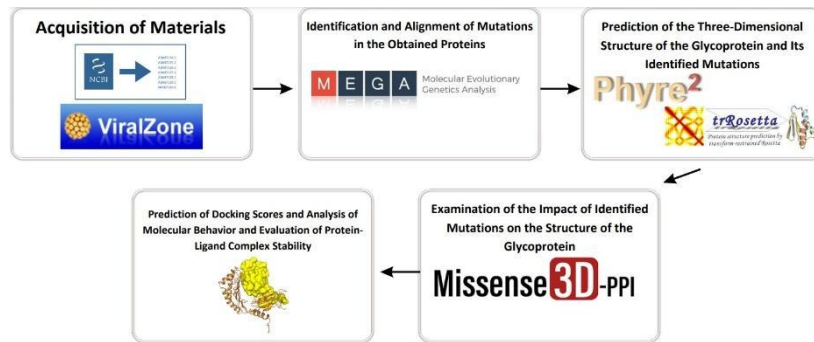 Acquisition of Materials
NCBI
ViralZone
Identification and Alignment of Mutations
in the Obtained Proteins
M E G A
Molecular Evolutionary
Genetics Analysis
Prediction of the Three-Dimensional
Structure of the Glycoprotein and Its
Identified Mutations
Phyre2
trRosetta
Protein structure prediction by
transform-restrained Rosetta
Prediction of Docking Scores and Analysis of
Molecular Behavior and Evaluation of Protein-
Ligand Complex Stability
Examination of the Impact of Identified
Mutations on the Structure of the
Glycoprotein
Missense3D-PPI